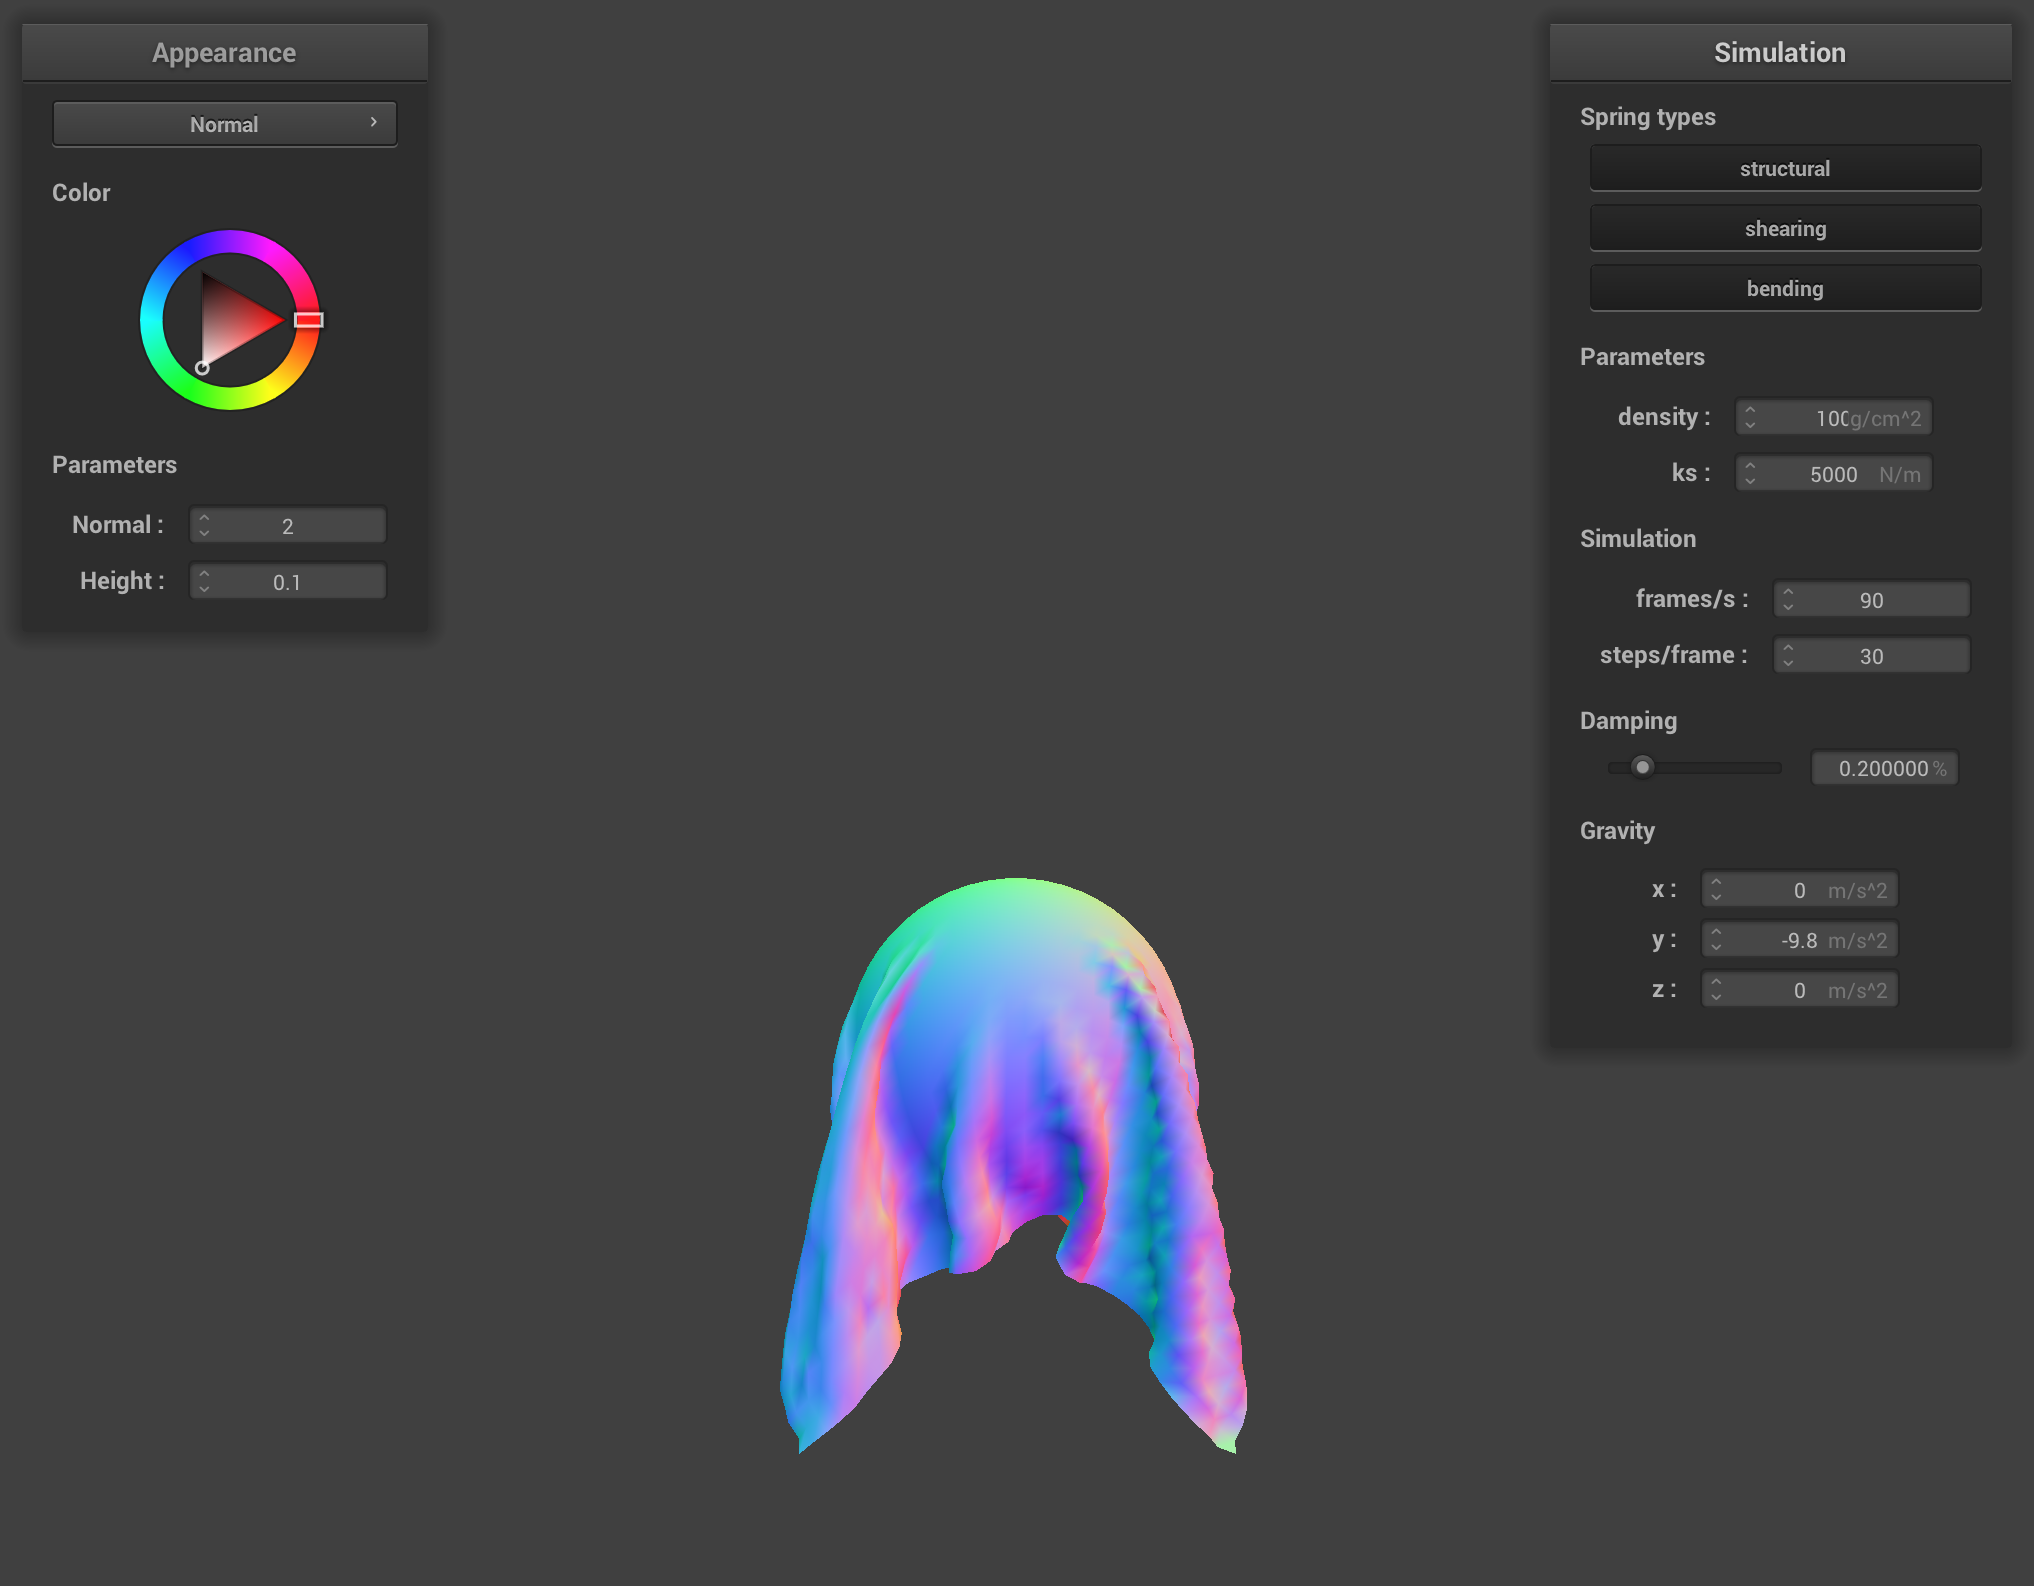 Appearance
Normal
Color
Parameters
Normal : 2
Height : 0.1
Simulation
Spring types
structural
shearing
bending
Parameters
density : 100 g/cm^2
ks : 5000 N/m
Simulation
frames/s : 90
steps/frame : 30
Damping
0.200000 %
Gravity
x : 0 m/s^2
y : -9.8 m/s^2
z : 0 m/s^2